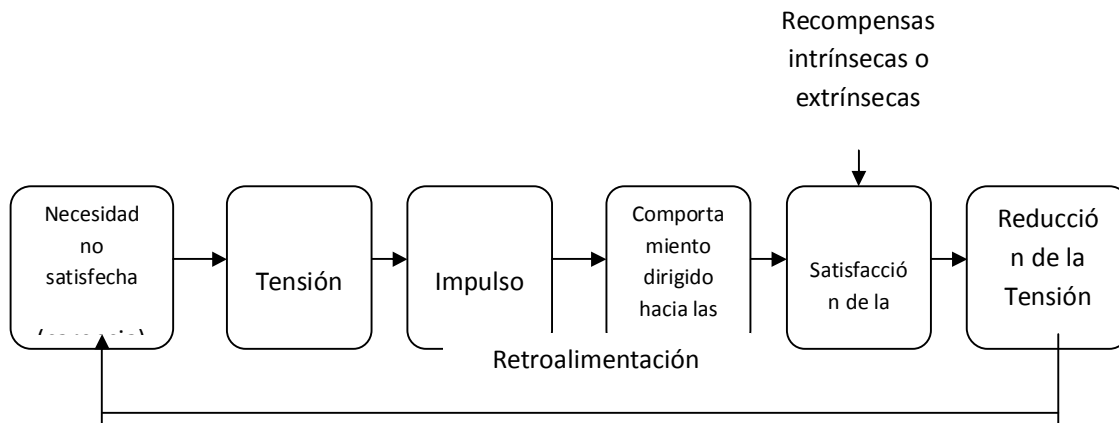 Recompensas
intrínsecas o
extrínsecas
Necesidad
no
satisfecha
Tensión
Impulso
Comporta
miento
dirigido
hacia las
Satisfacció
n de la
Reducció
n de la
Tensión
Retroalimentación